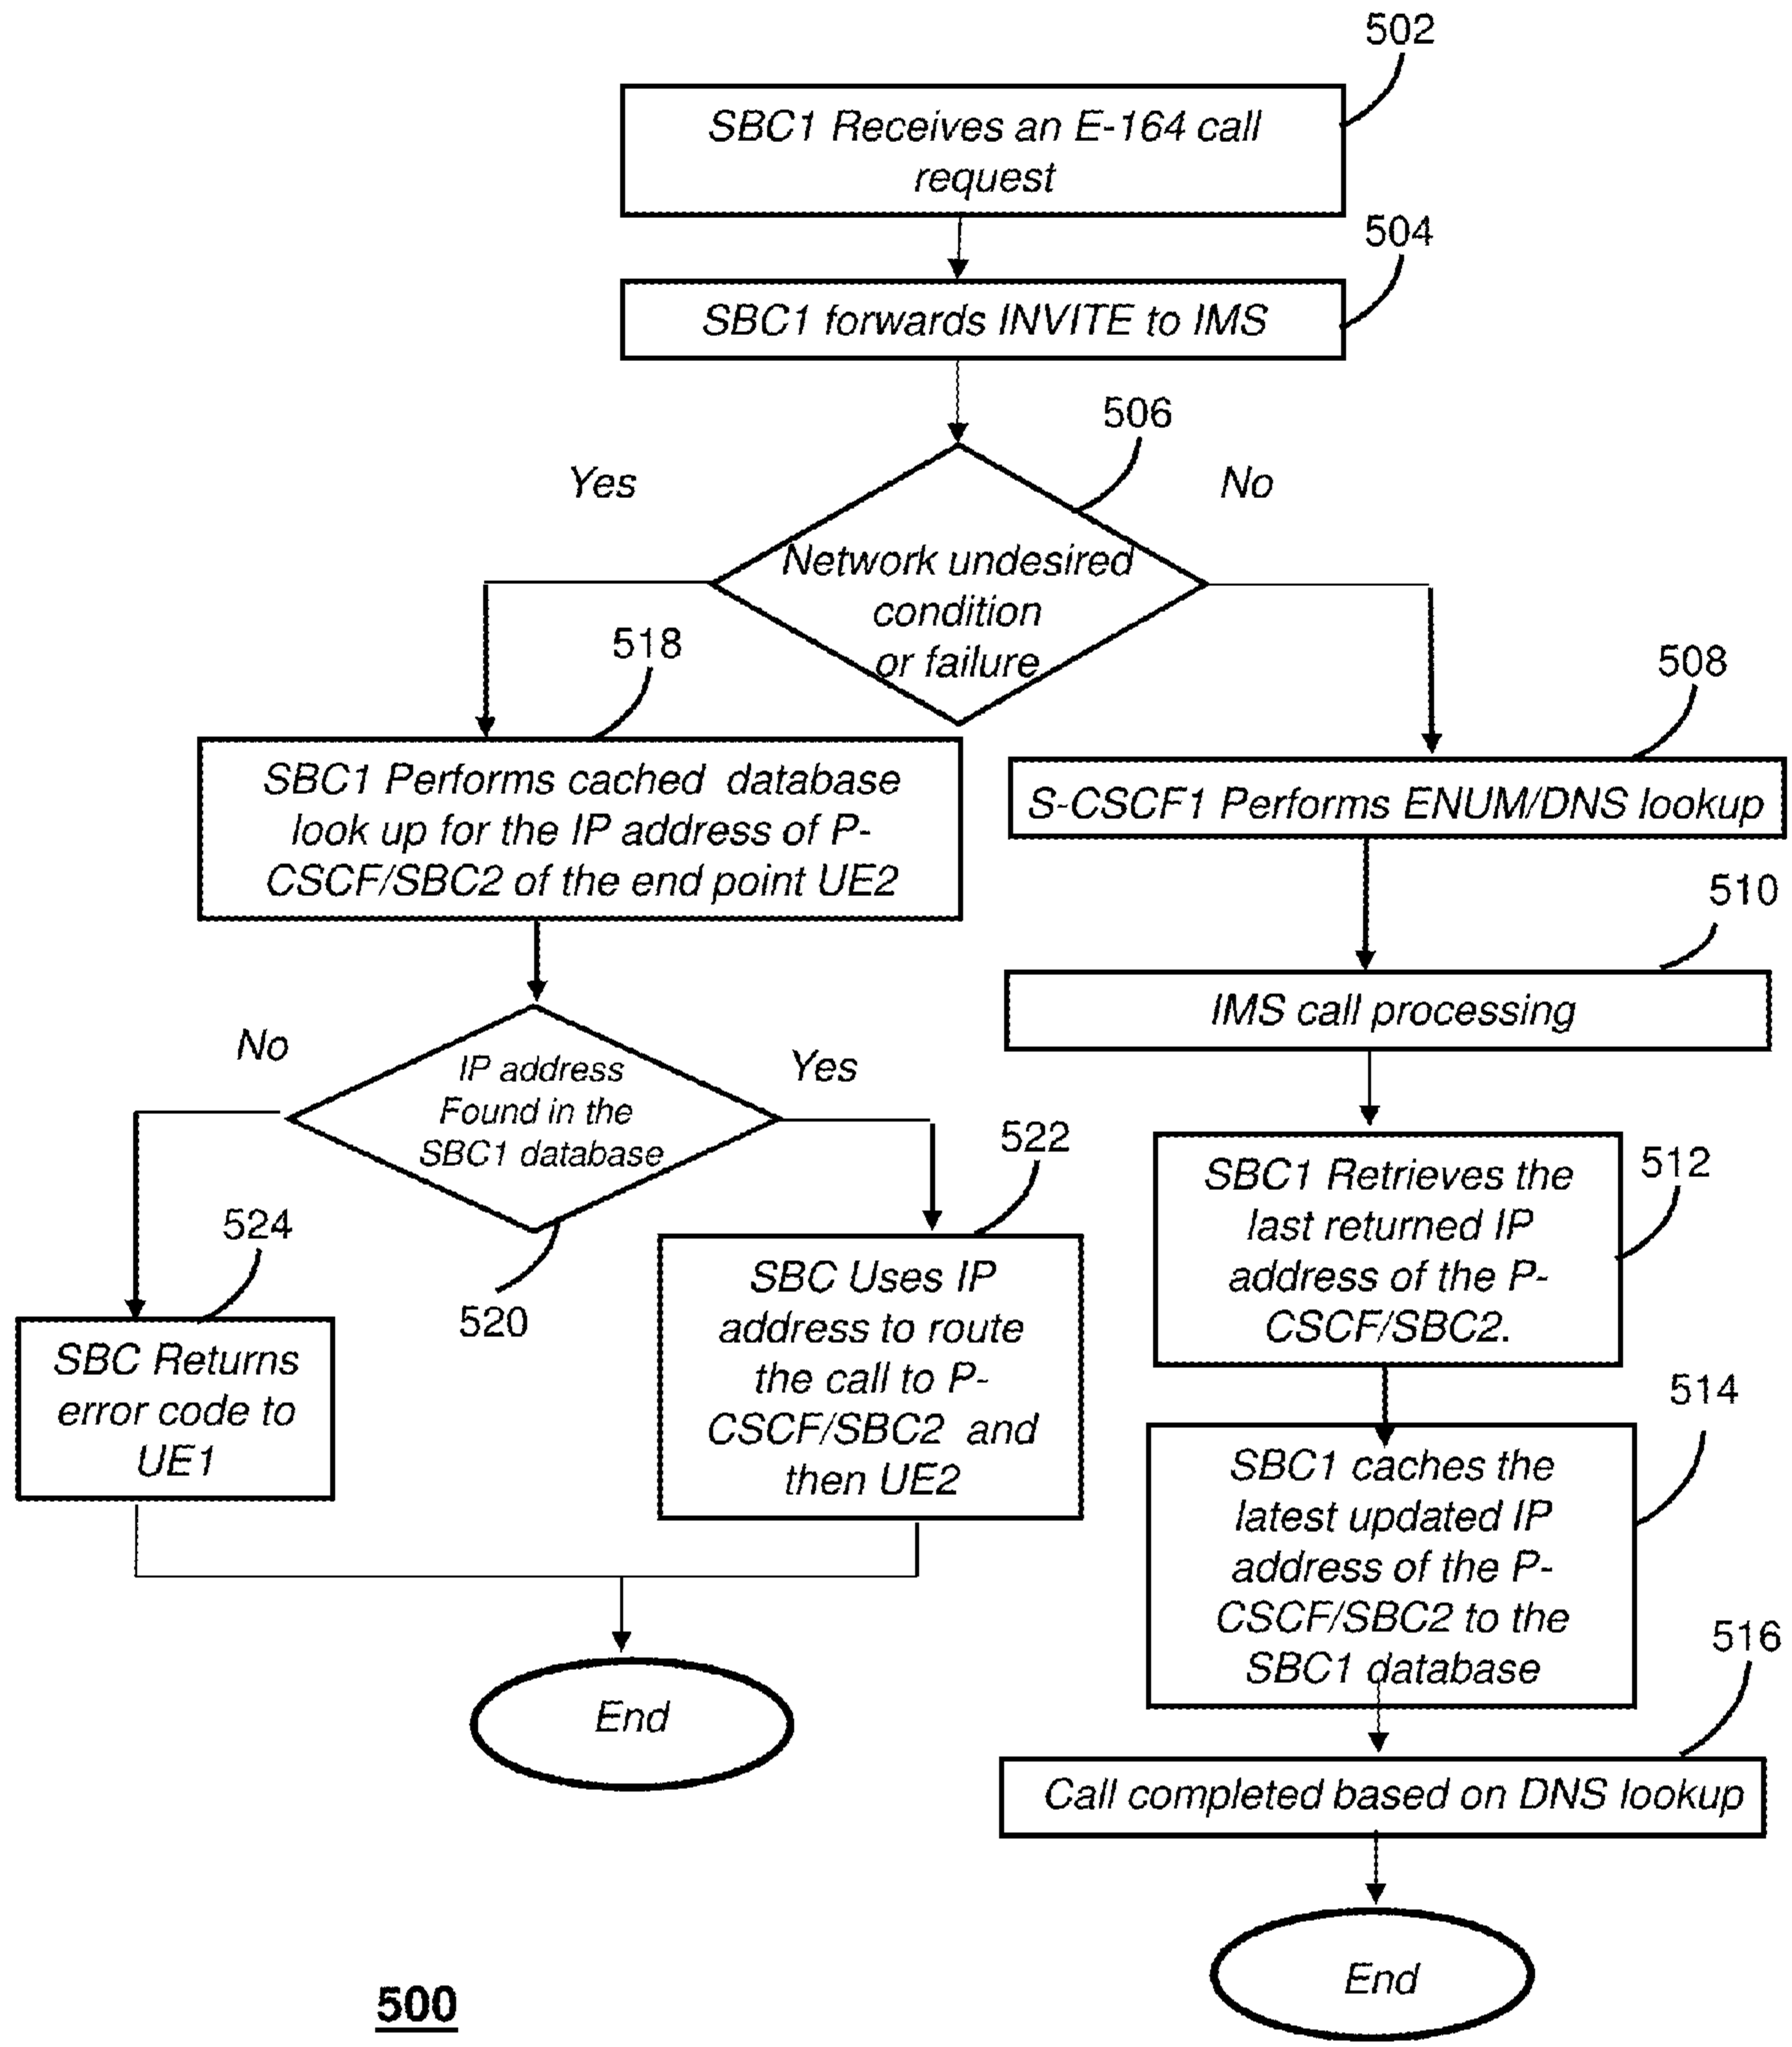 502
SBC1 Receives an E-164 call
request
504
SBC1 forwards INVITE to IMS
506
Yes
No
Network undesired
condition
or failure
518
508
SBC1 Performs cached database
look up for the IP address of P-
CSCF/SBC2 of the end point UE2
S-CSCF1 Performs ENUM/DNS lookup
510
IMS call processing
No
Yes
IP address
Found in the
SBC1 database
522
512
SBC1 Retrieves the
last returned IP
address of the P-
CSCF/SBC2.
524
520
SBC Uses IP
address to route
the call to P-
CSCF/SBC2 and
then UE2
SBC Returns
error code to
UE1
514
SBC1 caches the
latest updated IP
address of the P-
CSCF/SBC2 to the
SBC1 database
516
End
Call completed based on DNS lookup
End
500